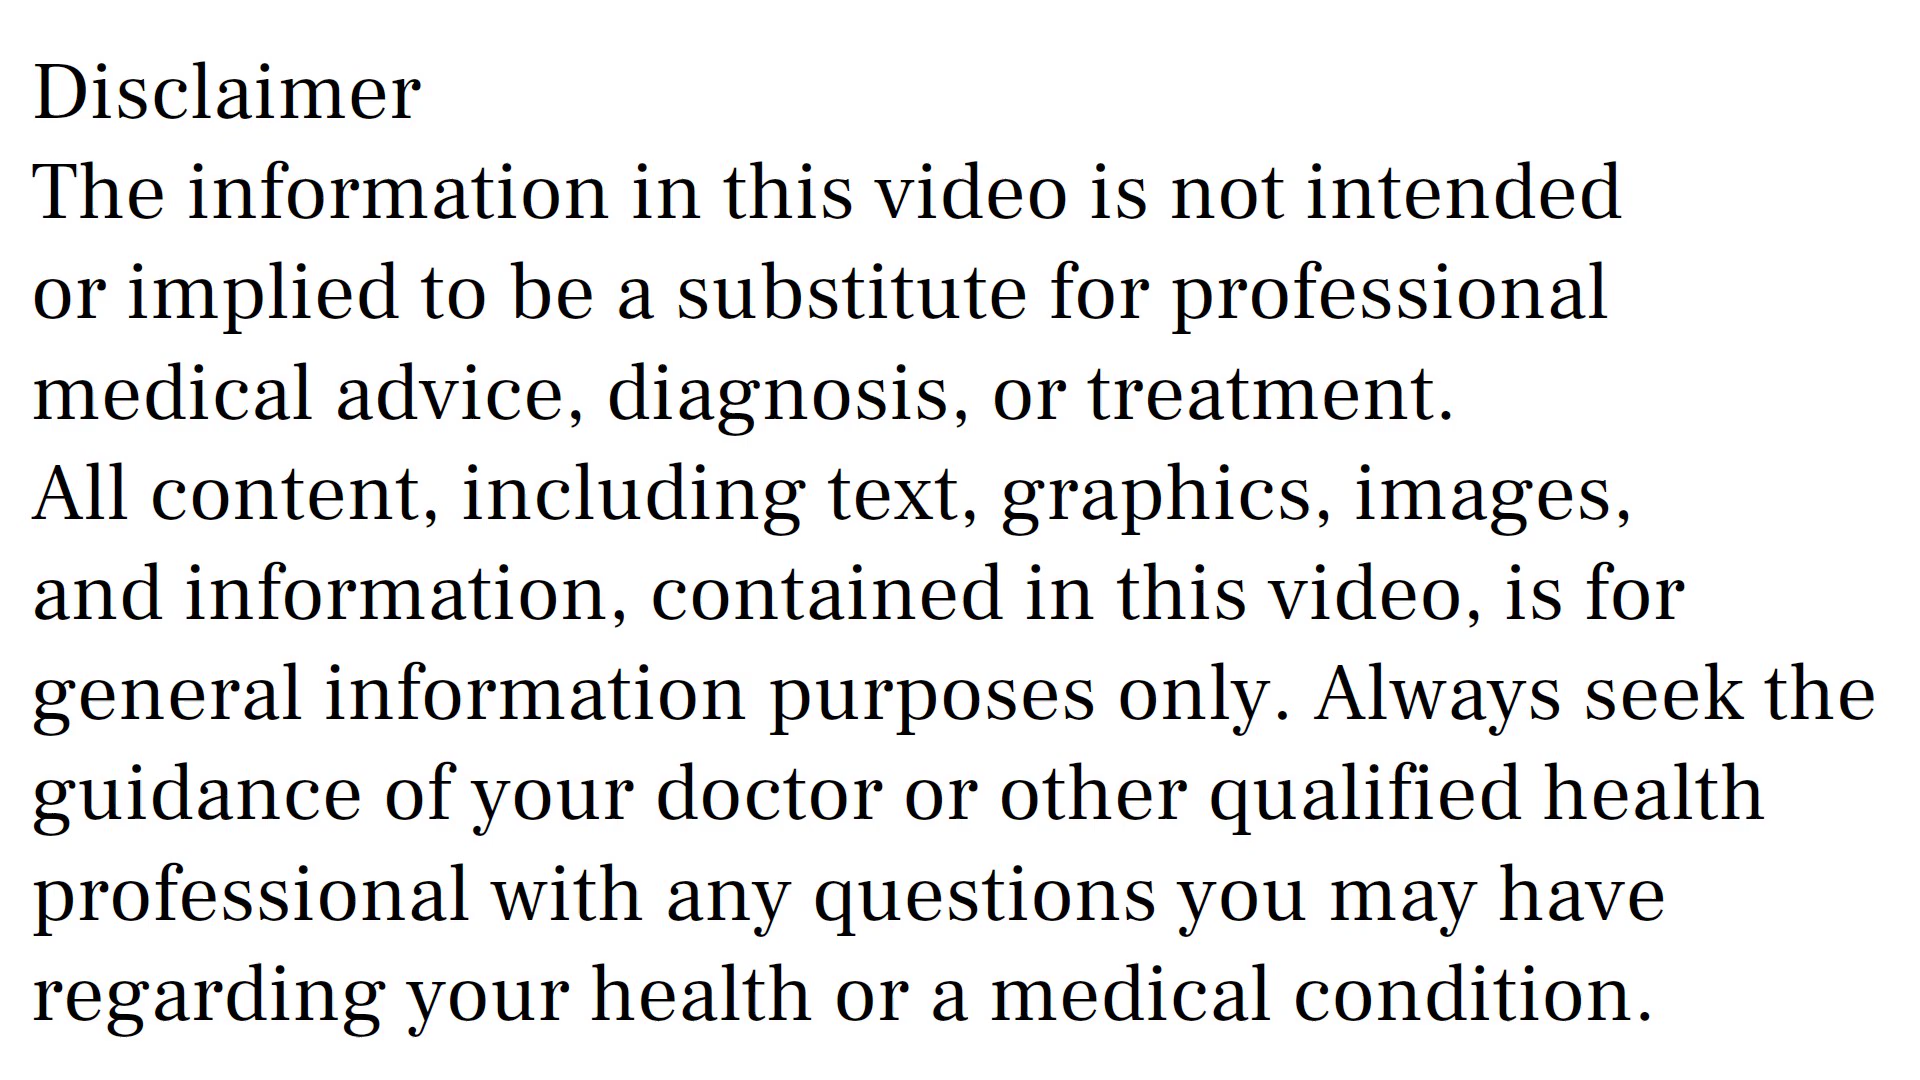 Disclaimer
The information in this video is not intended
or implied to be a substitute for professional
medical advice, diagnosis, or treatment.
All content, including text, graphics, images,
and information, contained in this video, is for
general information purposes only. Always seek the
guidance of your doctor or other qualified health
professional with any questions you may have
regarding your health or a medical condition.